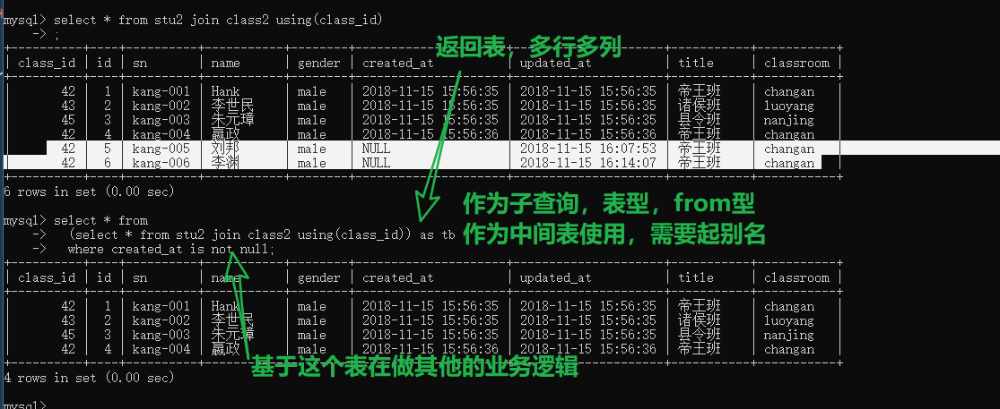 mysql> select * from stu2 join class2 using(class_id)
    -> ;
返回表，多行多列
| class_id | id | sn | name | gender | created_at | updated_at | title | classroom |
| 42 | 1 | kang-001 | Hank | male | 2018-11-15 15:56:35 | 2018-11-15 15:56:35 | 帝王班 | changan |
| 43 | 2 | kang-002 | 李世民 | male | 2018-11-15 15:56:35 | 2018-11-15 15:56:35 | 诸侯班 | luoyang |
| 45 | 3 | kang-003 | 朱元璋 | male | 2018-11-15 15:56:35 | 2018-11-15 15:56:35 | 县令班 | nanjing |
| 42 | 4 | kang-004 | 嬴政 | male | 2018-11-15 15:56:36 | 2018-11-15 15:56:36 | 帝王班 | changan |
| 42 | 5 | kang-005 | 刘邦 | male | NULL | 2018-11-15 16:07:53 | 帝王班 | changan |
| 42 | 6 | kang-006 | 李渊 | male | NULL | 2018-11-15 16:14:07 | 帝王班 | changan |
6 rows in set (0.00 sec)
作为子查询，表型，from型
mysql> select * from
    -> (select * from stu2 join class2 using(class_id)) as tb
作为中间表使用，需要起别名
    -> where created_at is not null;
| class_id | id | sn | name | gender | created_at | updated_at | title | classroom |
| 42 | 1 | kang-001 | Hank | male | 2018-11-15 15:56:35 | 2018-11-15 15:56:35 | 帝王班 | changan |
| 43 | 2 | kang-002 | 李世民 | male | 2018-11-15 15:56:35 | 2018-11-15 15:56:35 | 诸侯班 | luoyang |
| 45 | 3 | kang-003 | 朱元璋 | male | 2018-11-15 15:56:35 | 2018-11-15 15:56:35 | 县令班 | nanjing |
| 42 | 4 | kang-004 | 嬴政 | male | 2018-11-15 15:56:36 | 2018-11-15 15:56:36 | 帝王班 | changan |
基于这个表在做其他的业务逻辑
4 rows in set (0.00 sec)
mysql>